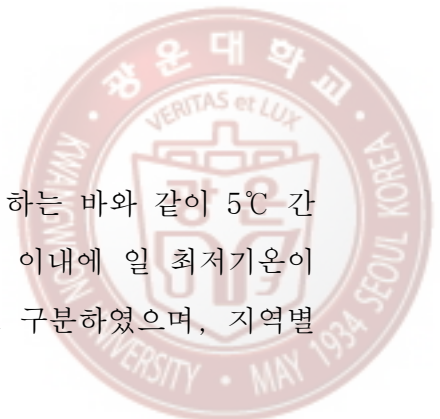 광운대학교
VERITAS et LUX
KWANGWOON UNIVERSITY • MAY 1934 SEOUL KOREA
하는 바와 같이 5℃ 간
이내에 일 최저기온이
구분하였으며, 지역별